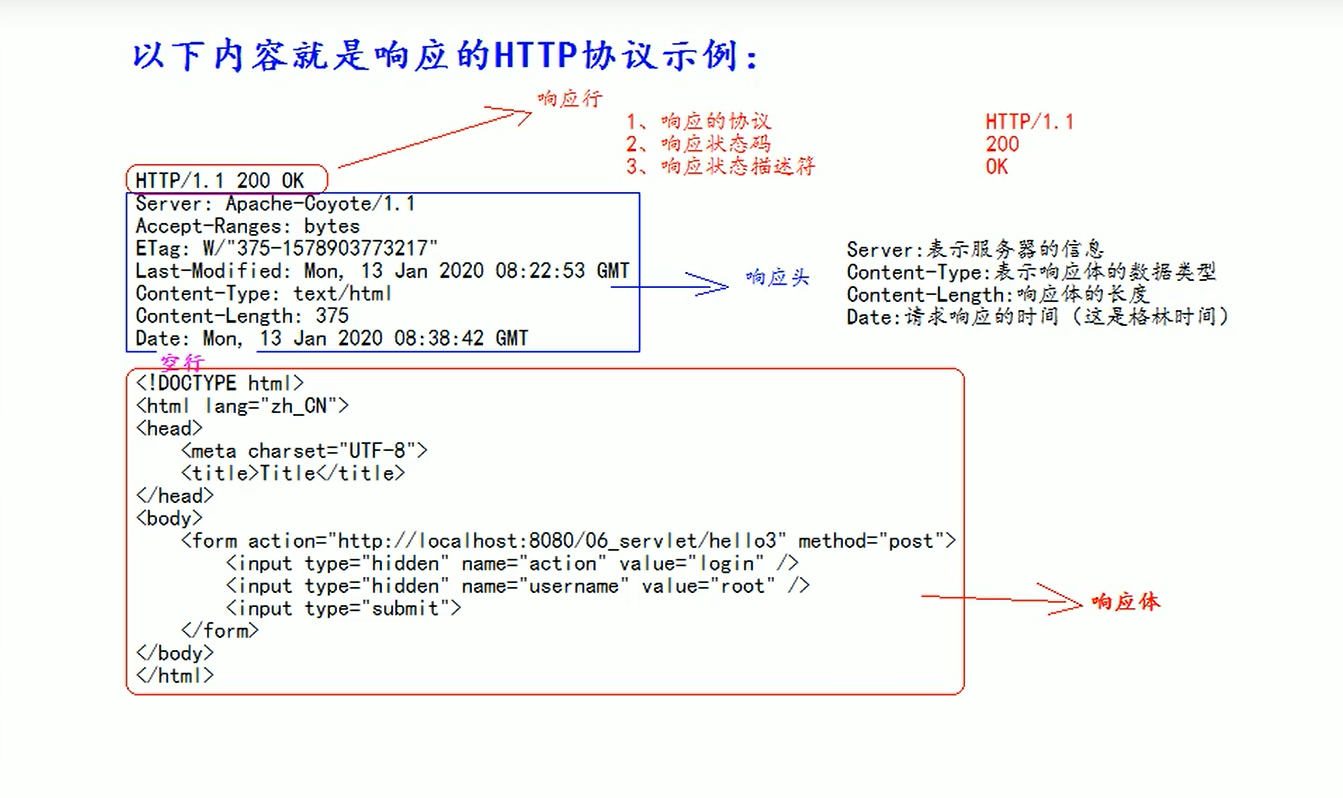 以下内容就是响应的HTTP协议示例:
响应行
1、响应的协议 HTTP/1.1
2、响应状态码 200
3、响应状态描述符 OK
HTTP/1.1 200 OK
Server: Apache-Coyote/1.1
Accept-Ranges: bytes
ETag: W/"375-1578903773217"
Last-Modified: Mon, 13 Jan 2020 08:22:53 GMT
Content-Type: text/html
Content-Length: 375
Date: Mon, 13 Jan 2020 08:38:42 GMT
响应头
Server:表示服务器的信息
Content-Type:表示响应体的数据类型
Content-Length:响应体的长度
Date:请求响应的时间（这是格林时间）
空行
<!DOCTYPE html>
<html lang="zh_CN">
<head>
    <meta charset="UTF-8">
    <title>Title</title>
</head>
<body>
    <form action="http://localhost:8080/06_servlet/hello3" method="post">
        <input type="hidden" name="action" value="login" />
        <input type="hidden" name="username" value="root" />
        <input type="submit">
    </form>
</body>
</html>
响应体